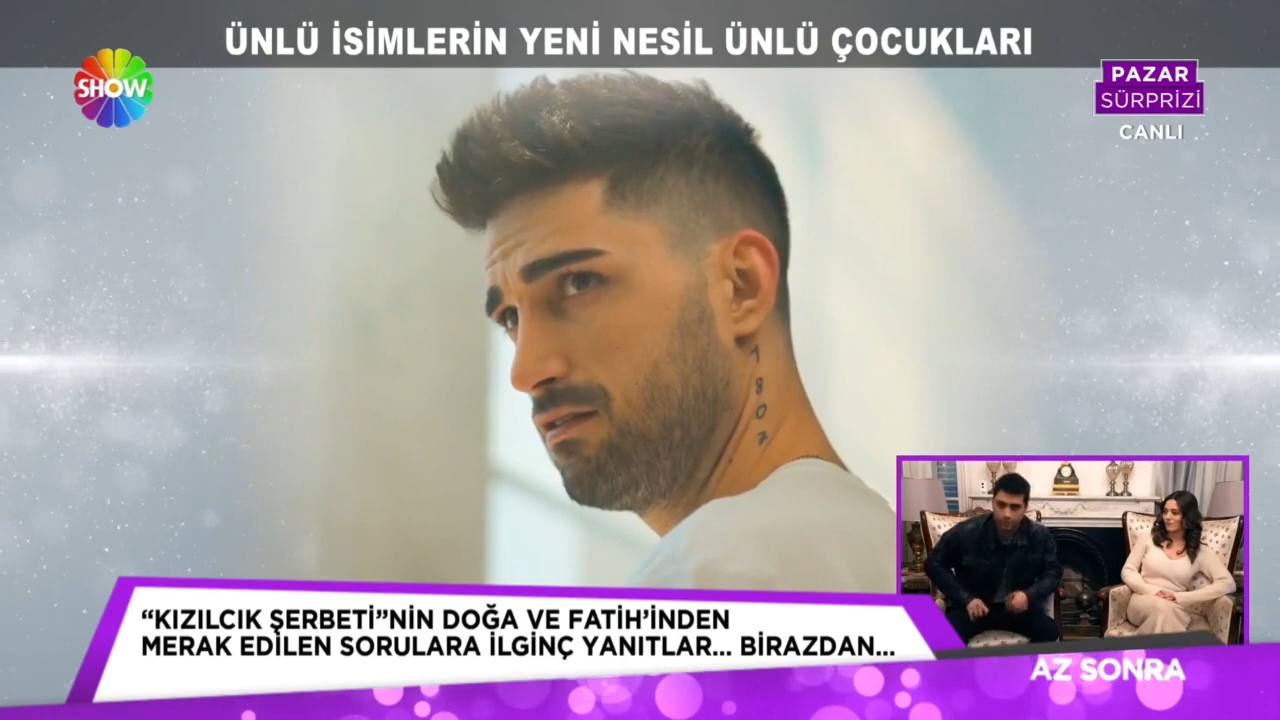 ÜNLÜ İSİMLERİN YENİ NESİL ÜNLÜ ÇOCUKLARI
SHOW
PAZAR
SÜRPRİZİ
CANLI
"KIZILCIK ŞERBETİ"NİN DOĞA VE FATİH'İNDEN
MERAK EDİLEN SORULARA İLGİNÇ YANITLAR... BİRAZDAN...
AZ SONRA